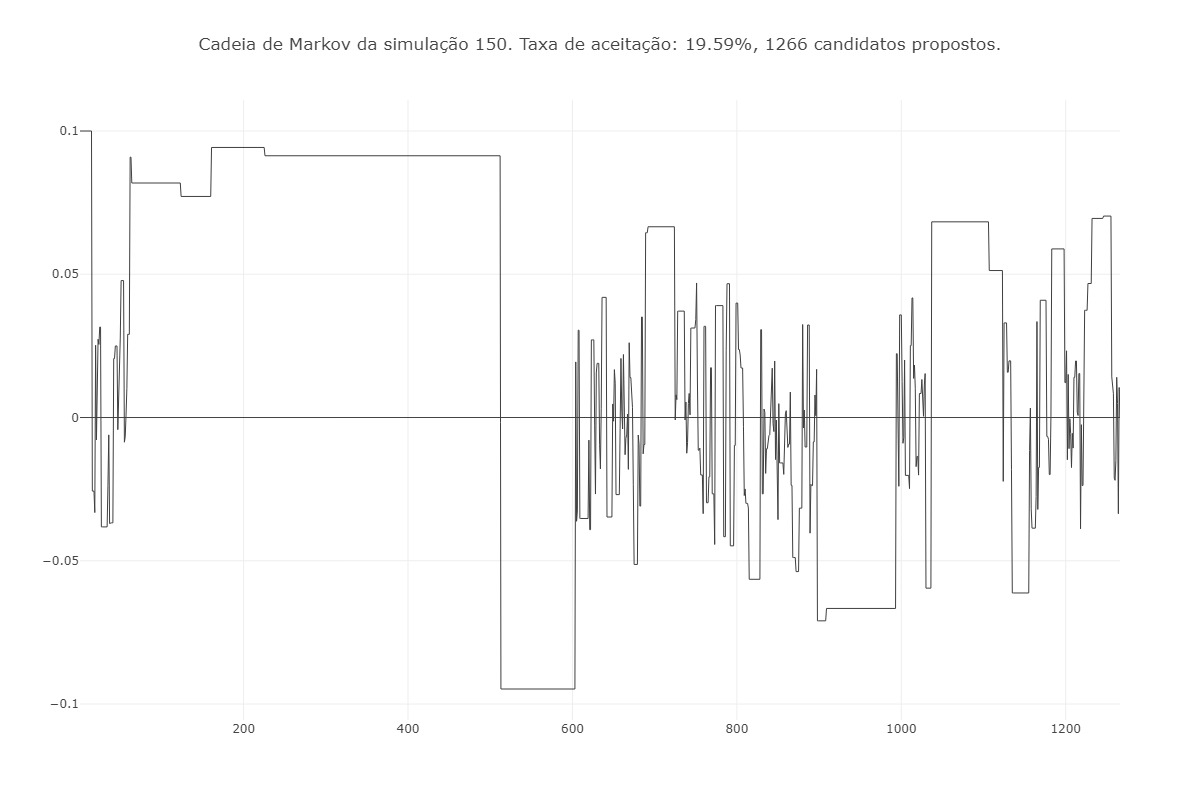 Cadeia de Markov da simulação 150. Taxa de aceitação: 19.59%, 1266 candidatos propostos.
0.1
0.05
0
−0.05
−0.1
200 400 600 800 1000 1200